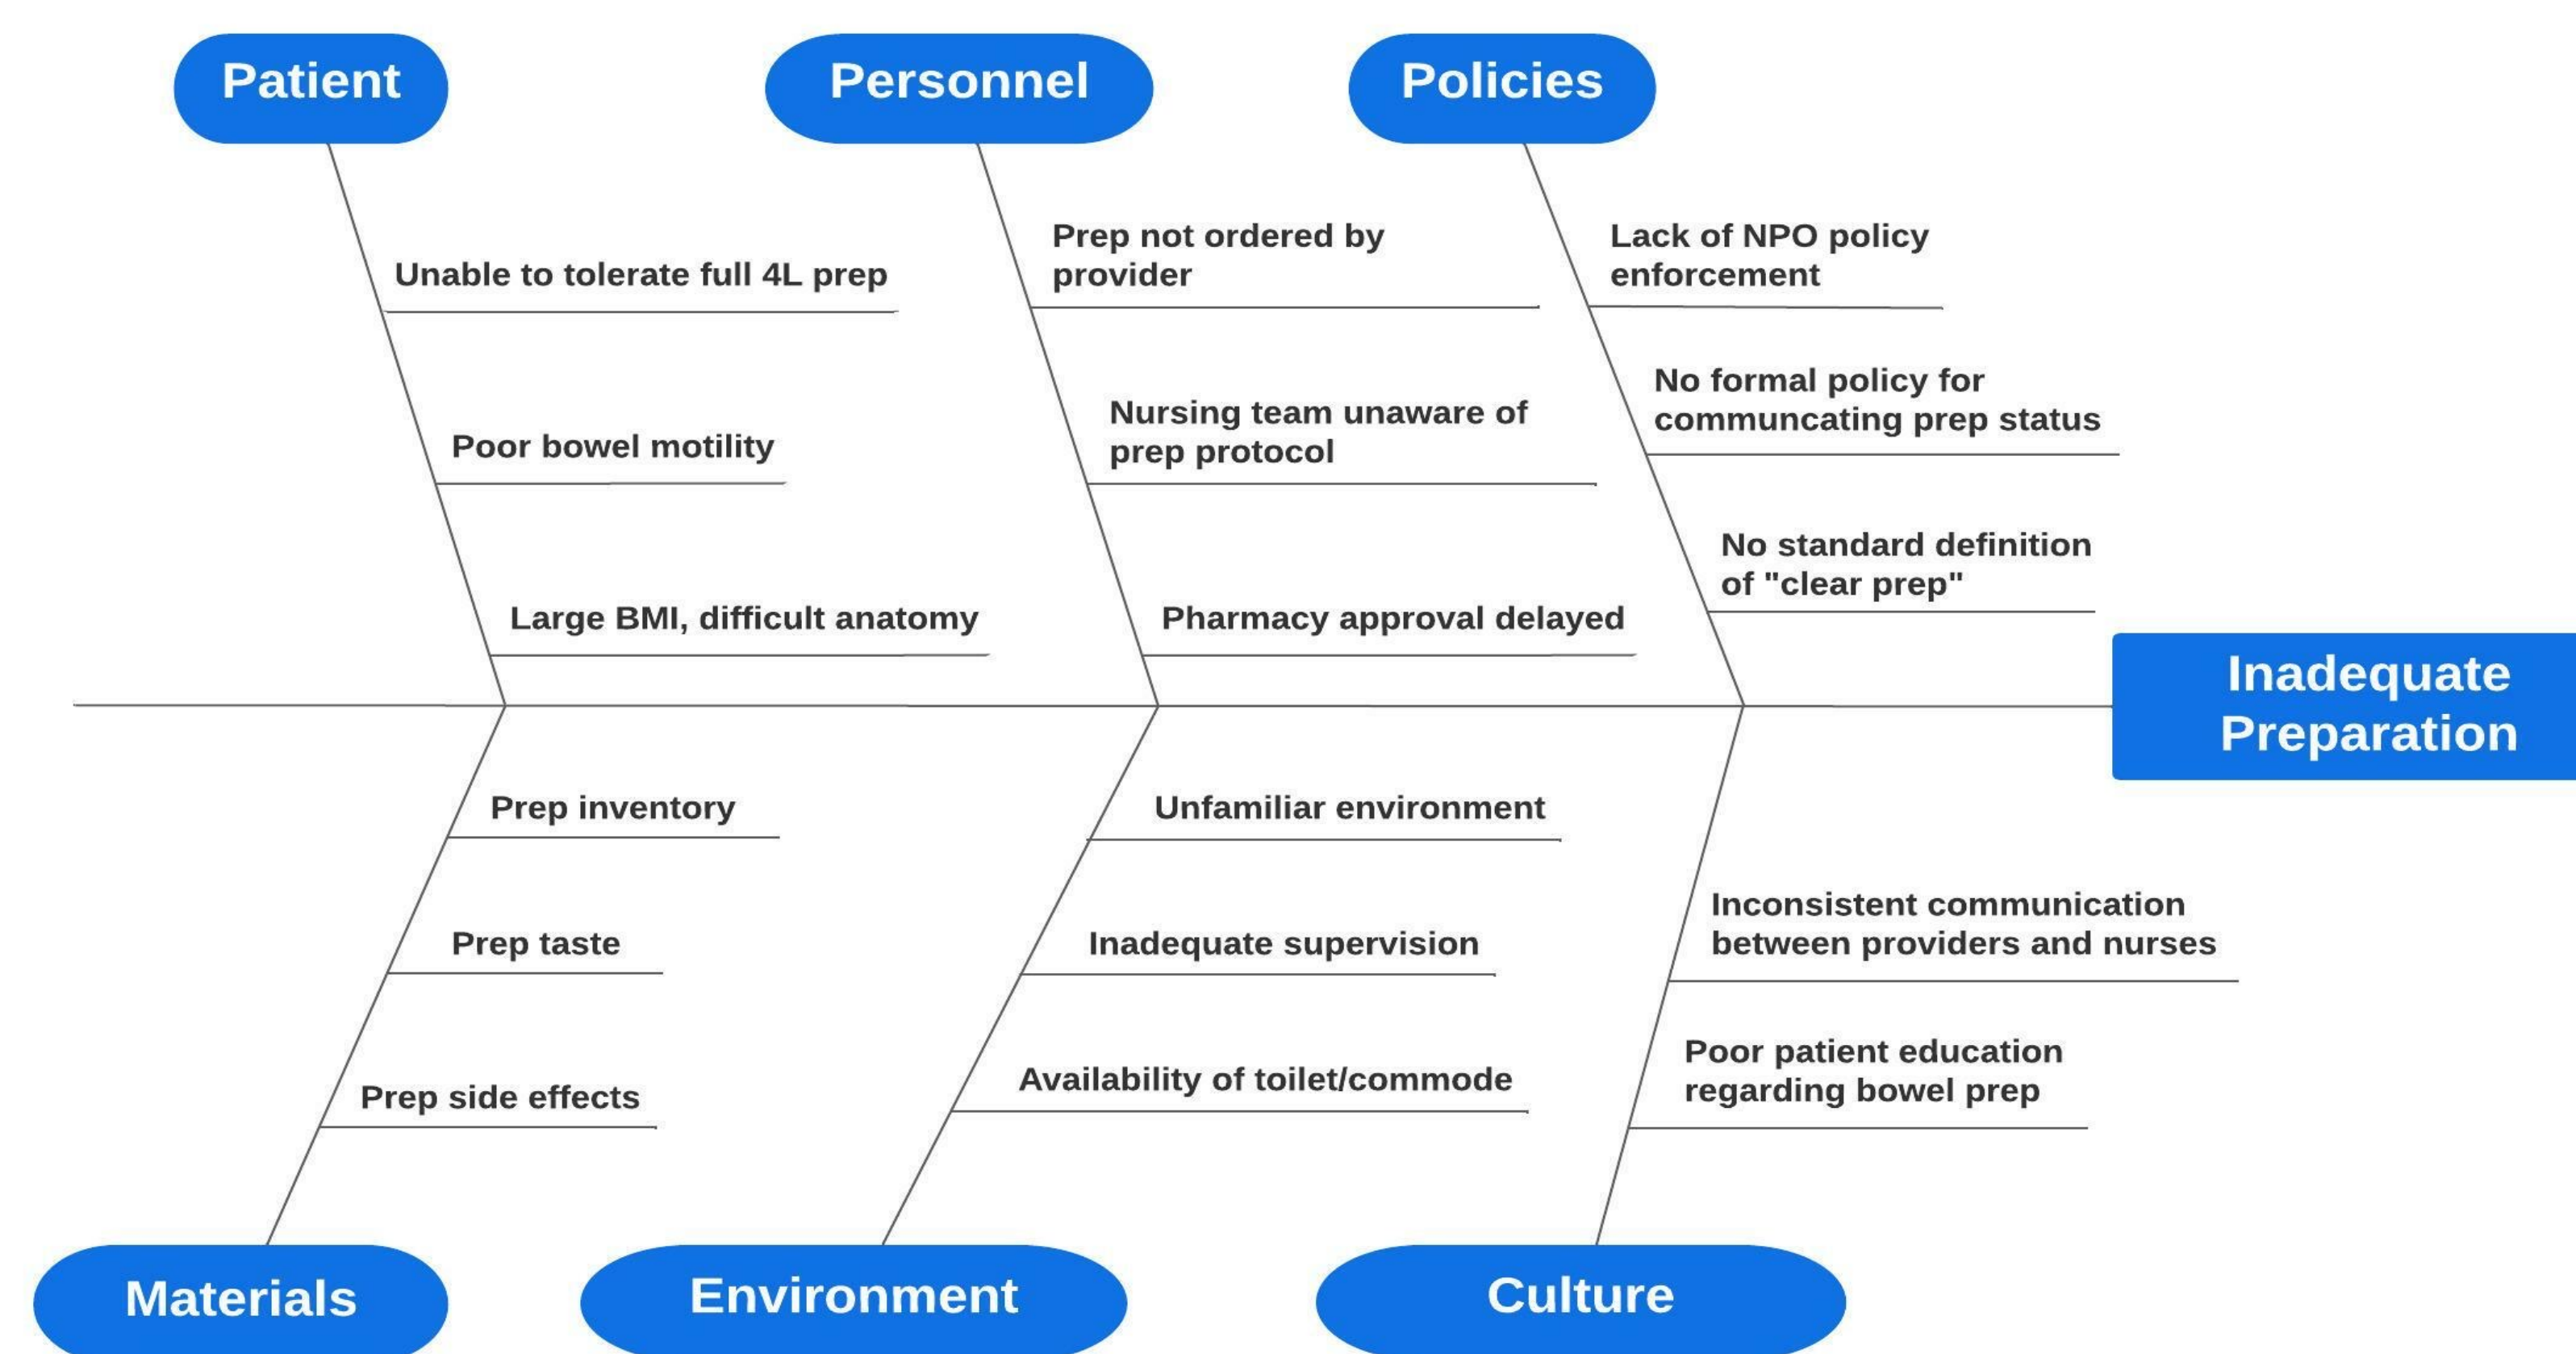 Patient
Personnel
Policies
Unable to tolerate full 4L prep
Poor bowel motility
Large BMI, difficult anatomy
Prep not ordered by
provider
Nursing team unaware of
prep protocol
Pharmacy approval delayed
Lack of NPO policy
enforcement
No formal policy for
communcating prep status
No standard definition
of "clear prep"
Inadequate
Preparation
Prep inventory
Prep taste
Prep side effects
Unfamiliar environment
Inadequate supervision
Availability of toilet/commode
Inconsistent communication
between providers and nurses
Poor patient education
regarding bowel prep
Materials
Environment
Culture